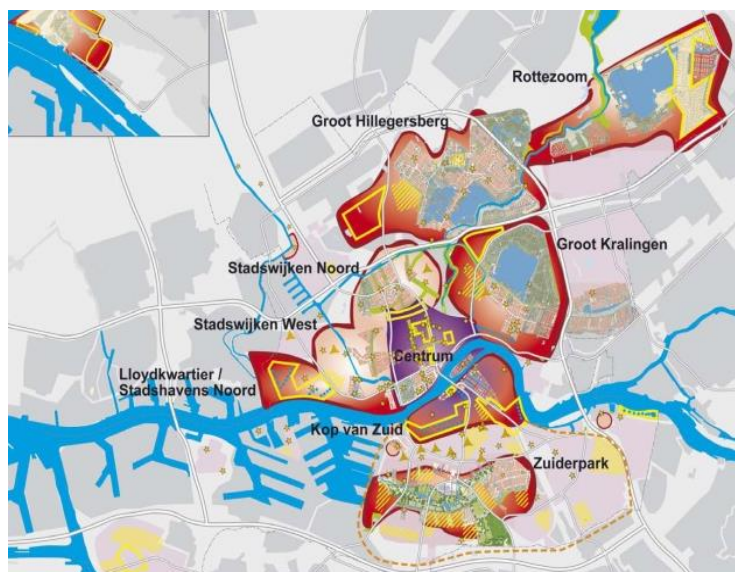 Rottezoom
Groot Hillegersberg
Groot Kralingen
Stadswijken Noord
Stadswijken West
Centrum
Lloydkwartier /
Stadshavens Noord
Kop van Zuid
Zuiderpark